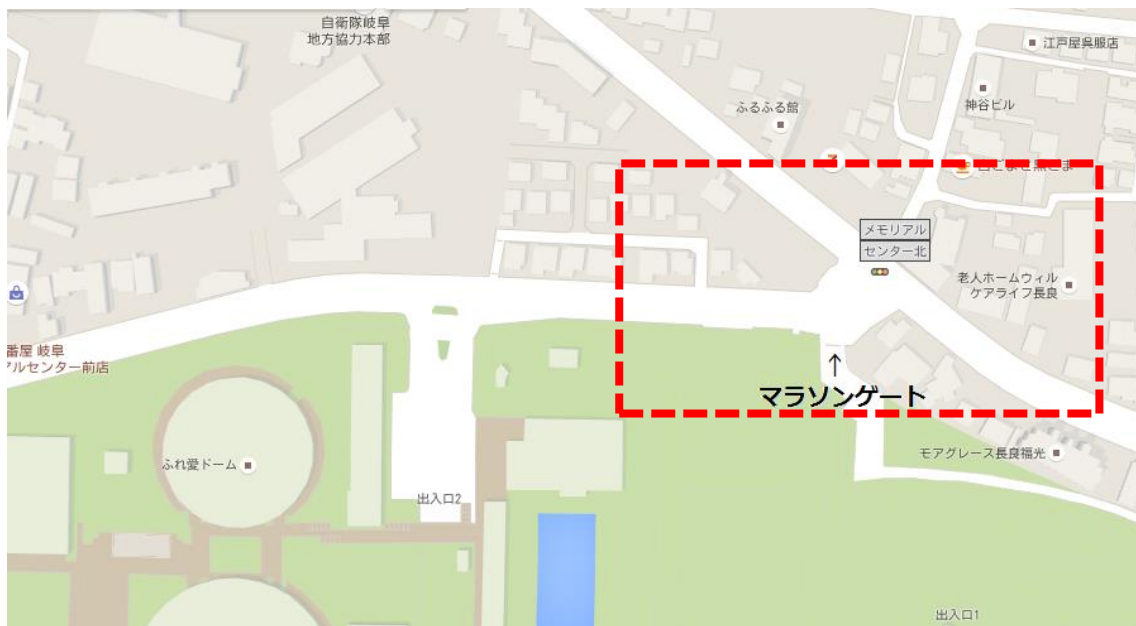 自衛隊岐阜
地方協力本部
江戸屋呉服店
神谷ビル
ふるふる館
メモリアル
センター北
老人ホームウィル
ケアライフ長良
番屋 岐阜
アルセンター前店
↑
マラソンゲート
ふれ愛ドーム
モアグレース長良福光
出入口2
出入口1